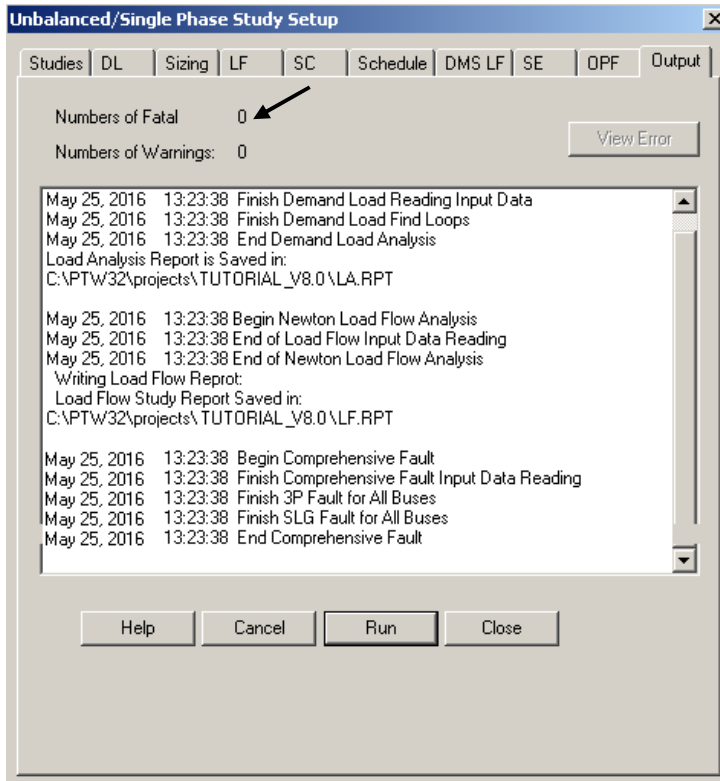 Unbalanced/Single Phase Study Setup
Studies DL Sizing LF SC Schedule DMS LF SE OPF Output
Numbers of Fatal 0
View Error
Numbers of Warnings: 0
May 25, 2016 13:23:38 Finish Demand Load Reading Input Data
May 25, 2016 13:23:38 Finish Demand Load Find Loops
May 25, 2016 13:23:38 End Demand Load Analysis
Load Analysis Report is Saved in:
C:\PTW32\projects\TUTORIAL_V8.0\LA.RPT
May 25, 2016 13:23:38 Begin Newton Load Flow Analysis
May 25, 2016 13:23:38 End of Load Flow Input Data Reading
May 25, 2016 13:23:38 End of Newton Load Flow Analysis
Writing Load Flow Reprot:
Load Flow Study Report Saved in:
C:\PTW32\projects\TUTORIAL_V8.0\LF.RPT
May 25, 2016 13:23:38 Begin Comprehensive Fault
May 25, 2016 13:23:38 Finish Comprehensive Fault Input Data Reading
May 25, 2016 13:23:38 Finish 3P Fault for All Buses
May 25, 2016 13:23:38 Finish SLG Fault for All Buses
May 25, 2016 13:23:38 End Comprehensive Fault
Help Cancel Run Close